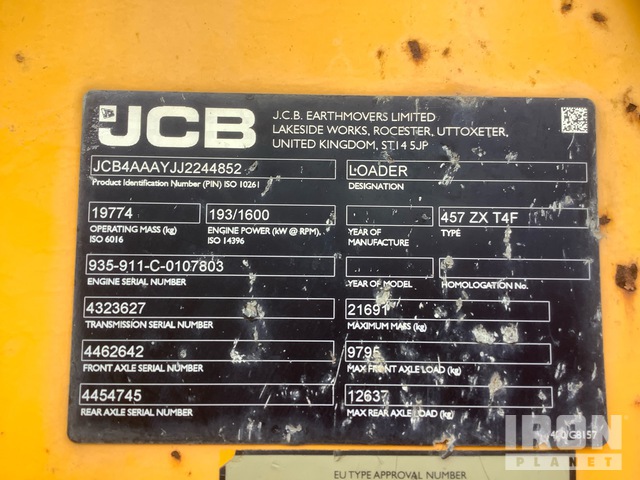 JCB
J.C.B. EARTHMOVERS LIMITED
LAKESIDE WORKS, ROCESTER, UTTOXETER,
UNITED KINGDOM, ST14 5JP
JCB4AAAYJJ2244852
Product Identification Number (PIN) ISO 10261
LOADER
DESIGNATION
19774
OPERATING MASS (kg)
ISO 6016
193/1600
ENGINE POWER (kW @ RPM),
ISO 14396
YEAR OF
MANUFACTURE
457 ZX T4F
TYPE
935-911-C-0107803
ENGINE SERIAL NUMBER
YEAR OF MODEL
HOMOLOGATION No.
4323627
TRANSMISSION SERIAL NUMBER
21691
MAXIMUM MASS (kg)
4462642
FRONT AXLE SERIAL NUMBER
9795
MAX FRONT AXLE LOAD (kg)
4454745
REAR AXLE SERIAL NUMBER
12637
MAX REAR AXLE LOAD (kg)
G8157
IRON
PLANET
EU TYPE APPROVAL NUMBER